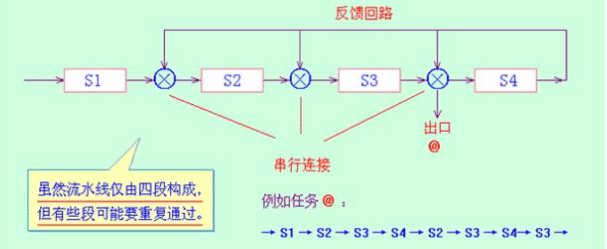 反馈回路
S1 S2 S3 S4
出口
@
串行连接
虽然流水线仅由四段构成，
但有些段可能要重复通过。
例如任务@：
→S1→S2→S3→S4→S2→S3→S4→S3→